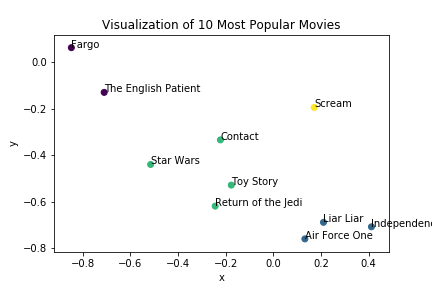 Visualization of 10 Most Popular Movies
Fargo
The English Patient
Scream
Contact
Star Wars
Toy Story
Return of the Jedi
Liar Liar
Independenc
Air Force One
0.0
−0.2
−0.4
−0.6
−0.8
y
−0.8 −0.6 −0.4 −0.2 0.0 0.2 0.4
x